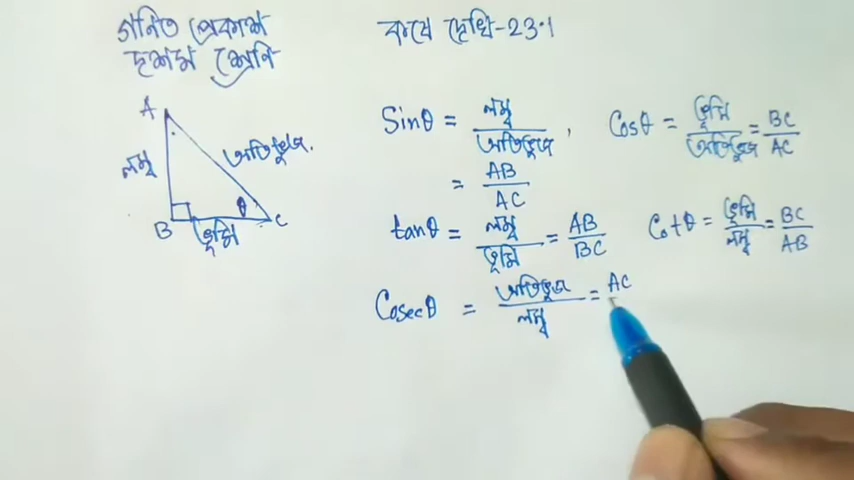 গনিত প্রকাশ কষে দেখি-23.1
দশম শ্রেণি
A
লম্ব
অতিভূজ.
B
ভূমি
θ
C
Sinθ = লম্ব/অতিভূজ , Cosθ = ভূমি/অতিভূজ = BC/AC
= AB/AC
tanθ = লম্ব/ভূমি = AB/BC Cotθ = ভূমি/লম্ব = BC/AB
Cosecθ = অতিভূজ/লম্ব = AC